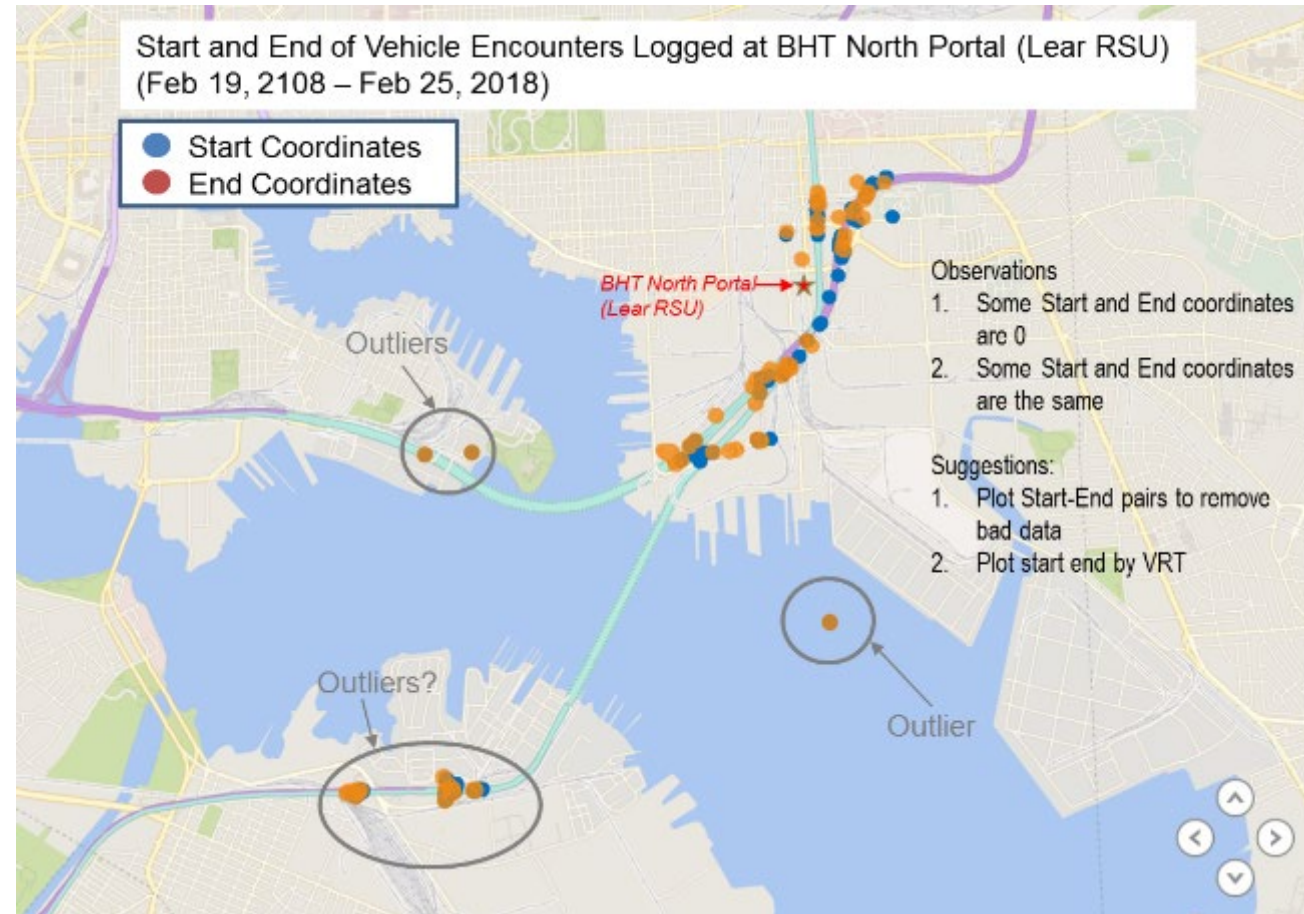 Start and End of Vehicle Encounters Logged at BHT North Portal (Lear RSU)
(Feb 19, 2108 – Feb 25, 2018)
Start Coordinates
End Coordinates
BHT North Portal
(Lear RSU)
Outliers
Outliers?
Outlier
Observations
1. Some Start and End coordinates
are 0
2. Some Start and End coordinates
are the same
Suggestions:
1. Plot Start-End pairs to remove
bad data
2. Plot start end by VRT